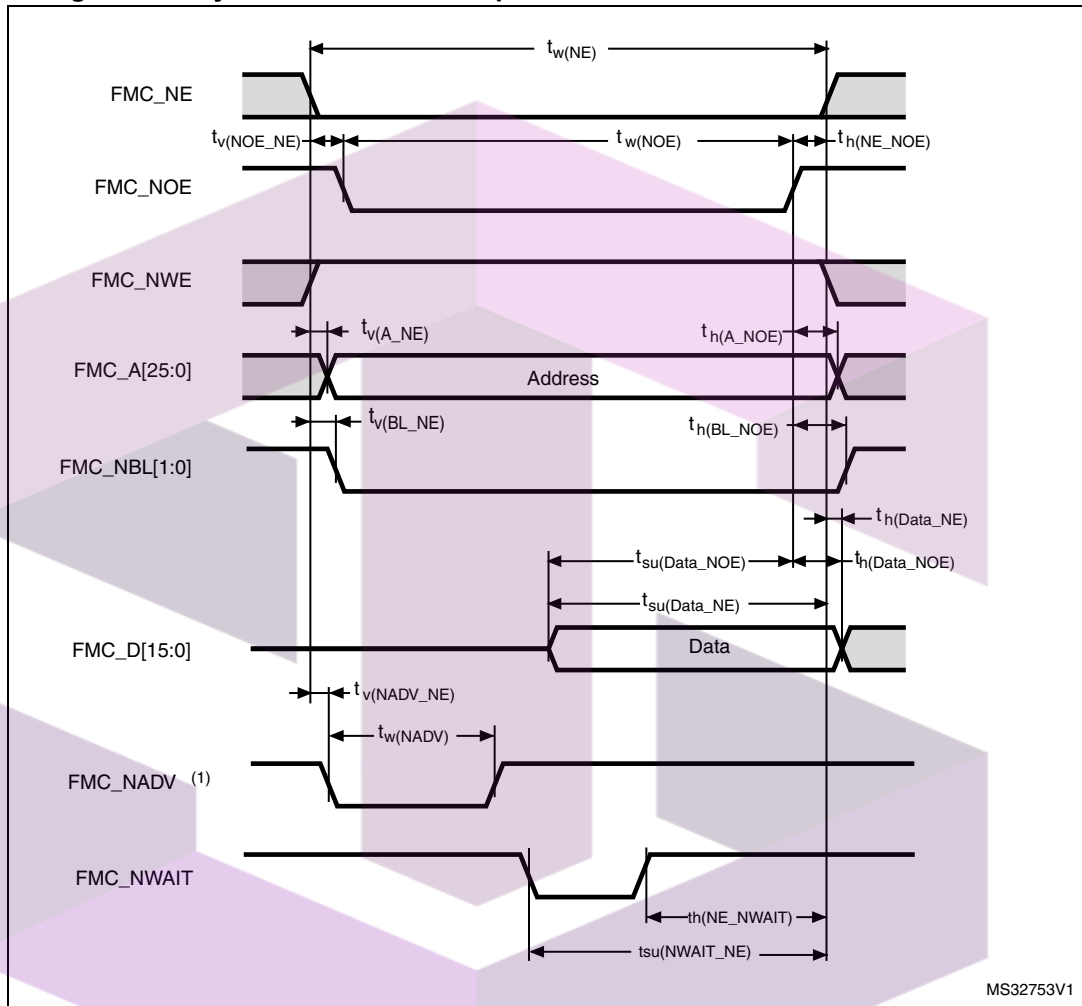 tw(NE)
FMC_NE
tv(NOE_NE)
tw(NOE)
th(NE_NOE)
FMC_NOE
FMC_NWE
tv(A_NE)
th(A_NOE)
FMC_A[25:0]
Address
tv(BL_NE)
th(BL_NOE)
FMC_NBL[1:0]
th(Data_NE)
tsu(Data_NOE)
th(Data_NOE)
tsu(Data_NE)
FMC_D[15:0]
Data
tv(NADV_NE)
tw(NADV)
FMC_NADV (1)
FMC_NWAIT
th(NE_NWAIT)
tsu(NWAIT_NE)
MS32753V1